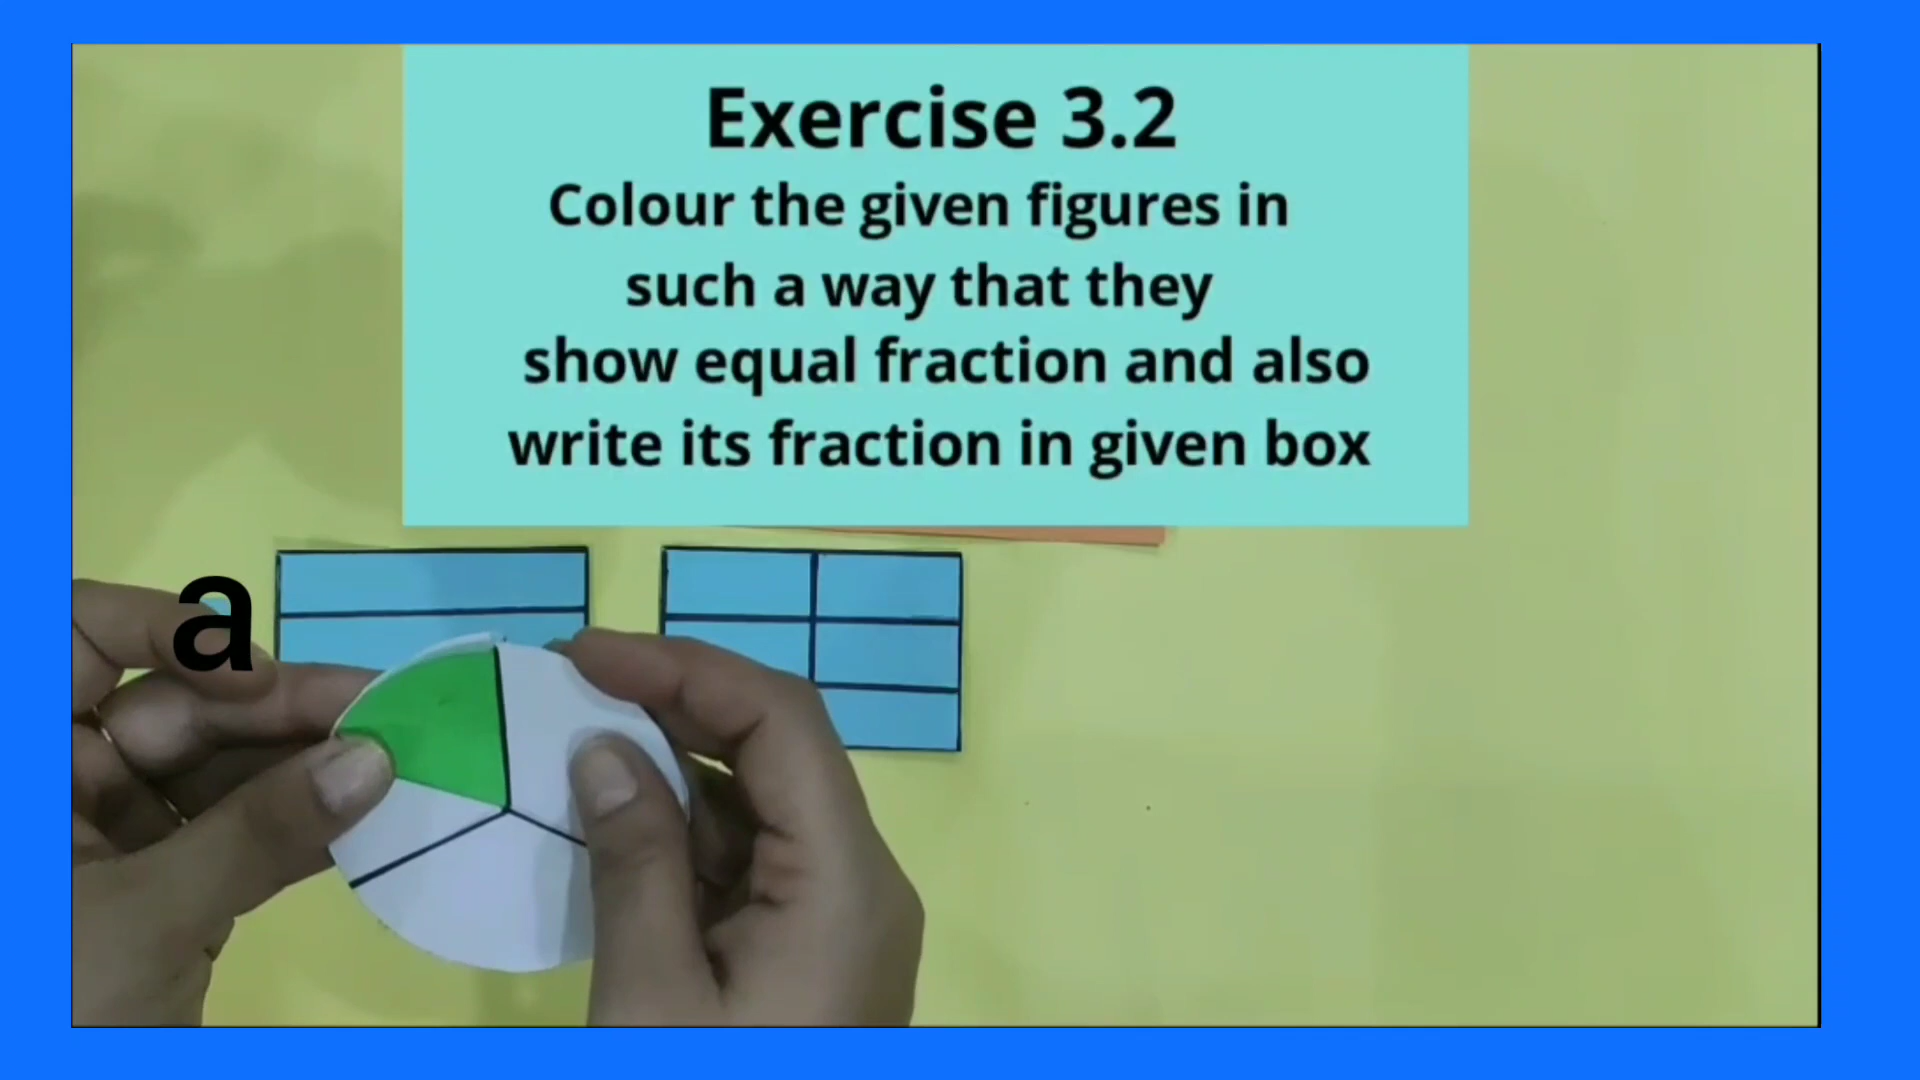 Exercise 3.2
Colour the given figures in
such a way that they
show equal fraction and also
write its fraction in given box
a